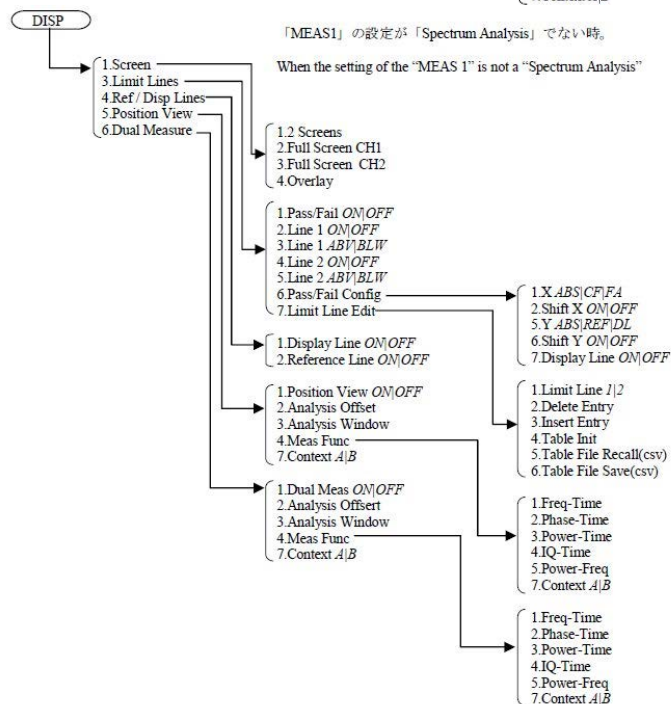 DISP
「MEAS1」の設定が「Spectrum Analysis」でない時。
When the setting of the “MEAS 1” is not a “Spectrum Analysis”
1.Screen
3.Limit Lines
4.Ref / Disp Lines
5.Position View
6.Dual Measure
1.2 Screens
2.Full Screen CH1
3.Full Screen CH2
4.Overlay
1.Pass/Fail ON|OFF
2.Line 1 ON|OFF
3.Line 1 ABV|BLW
4.Line 2 ON|OFF
5.Line 2 ABV|BLW
6.Pass/Fail Config
7.Limit Line Edit
1.X ABS|CF|FA
2.Shift X ON|OFF
5.Y ABS|REF|DL
6.Shift Y ON|OFF
7.Display Line ON|OFF
1.Display Line ON|OFF
2.Reference Line ON|OFF
1.Limit Line 1|2
2.Delete Entry
3.Insert Entry
4.Table Init
5.Table File Recall(csv)
6.Table File Save(csv)
1.Position View ON|OFF
2.Analysis Offset
3.Analysis Window
4.Meas Func
7.Context A|B
1.Dual Meas ON|OFF
2.Analysis Offsert
3.Analysis Window
4.Meas Func
7.Context A|B
1.Freq-Time
2.Phase-Time
3.Power-Time
4.IQ-Time
5.Power-Freq
7.Context A|B
1.Freq-Time
2.Phase-Time
3.Power-Time
4.IQ-Time
5.Power-Freq
7.Context A|B